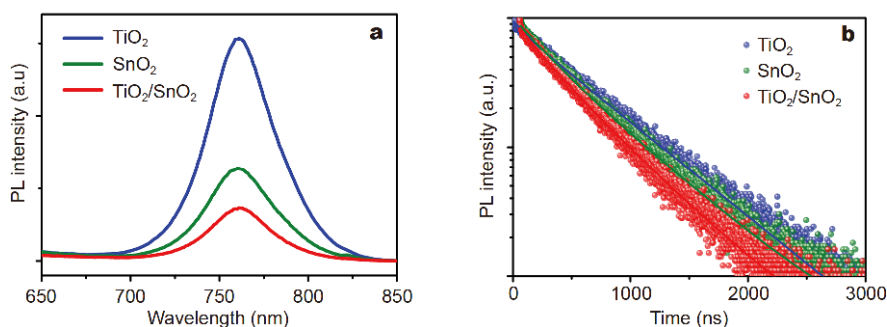 a
TiO₂
SnO₂
TiO₂/SnO₂
PL intensity (a.u)
650
700
750
800
850
Wavelength (nm)
b
TiO₂
SnO₂
TiO₂/SnO₂
PL intensity (a.u.)
0
1000
2000
3000
Time (ns)